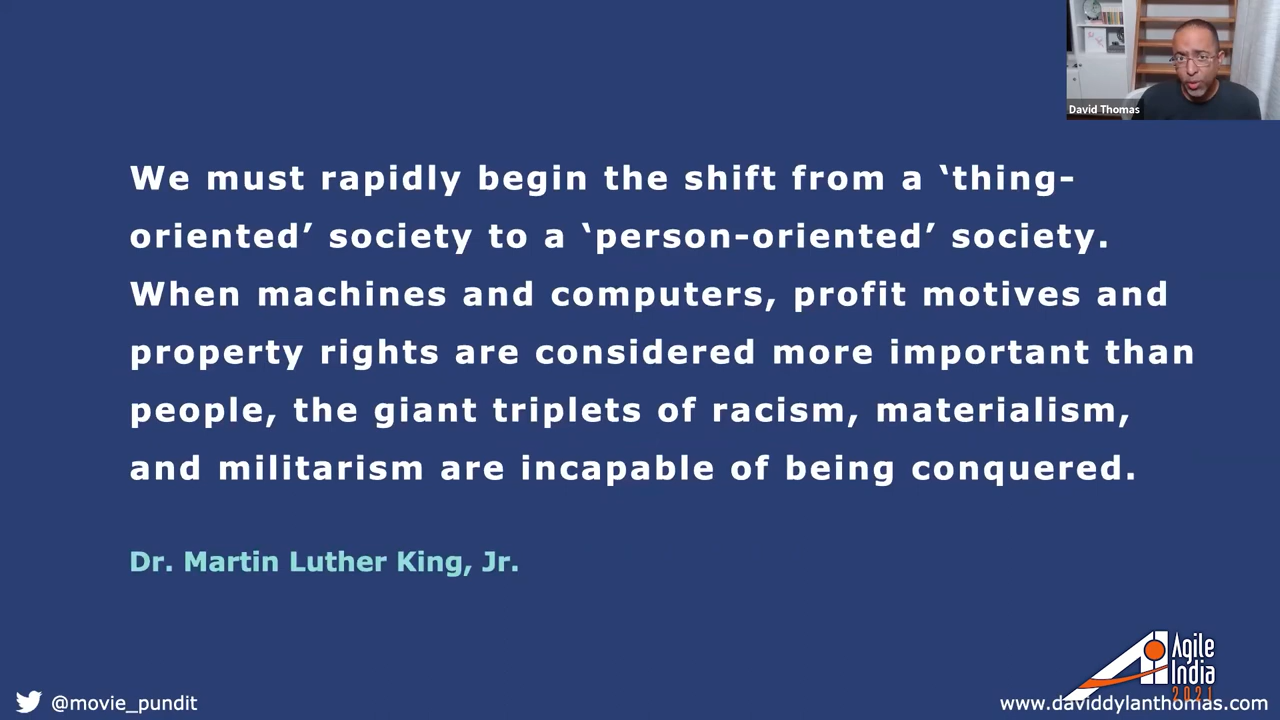 David Thomas
We must rapidly begin the shift from a ‘thing-
oriented’ society to a ‘person-oriented’ society.
When machines and computers, profit motives and
property rights are considered more important than
people, the giant triplets of racism, materialism,
and militarism are incapable of being conquered.
Dr. Martin Luther King, Jr.
Agile
India
2021
@movie_pundit
www.daviddylanthomas.com